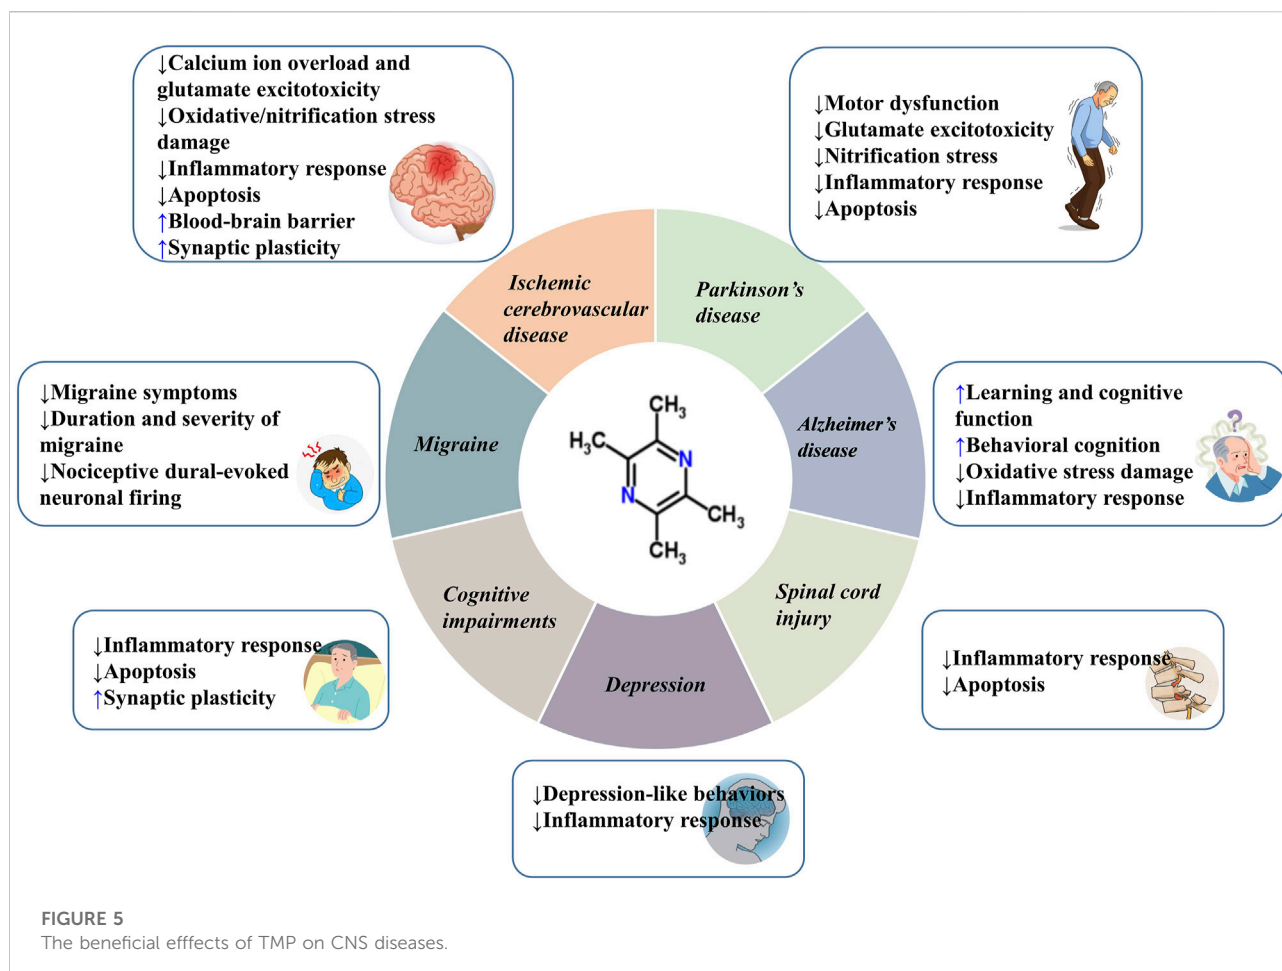 ↓Calcium ion overload and
glutamate excitotoxicity
↓Oxidative/nitrification stress
damage
↓Inflammatory response
↓Apoptosis
↑Blood-brain barrier
↑Synaptic plasticity
↓Motor dysfunction
↓Glutamate excitotoxicity
↓Nitrification stress
↓Inflammatory response
↓Apoptosis
Ischemic
cerebrovascular
disease
Parkinson's
disease
↓Migraine symptoms
↓Duration and severity of
migraine
↓Nociceptive dural-evoked
neuronal firing
Migraine
CH₃
H₃C
N
N
CH₃
CH₃
Alzheimer's
disease
↑Learning and cognitive
function
↑Behavioral cognition
↓Oxidative stress damage
↓Inflammatory response
?
Cognitive
impairments
Spinal cord
injury
Depression
↓Inflammatory response
↓Apoptosis
↑Synaptic plasticity
↓Inflammatory response
↓Apoptosis
↓Depression-like behaviors
↓Inflammatory response
FIGURE 5
The beneficial efffects of TMP on CNS diseases.